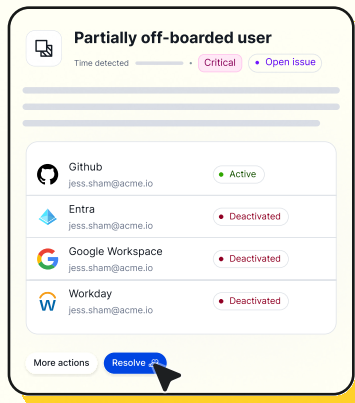 Partially off-boarded user
Time detected • Critical • Open issue
Github
jess.sham@acme.io
• Active
Entra
jess.sham@acme.io
• Deactivated
Google Workspace
jess.sham@acme.io
• Deactivated
Workday
jess.sham@acme.io
• Deactivated
More actions
Resolve